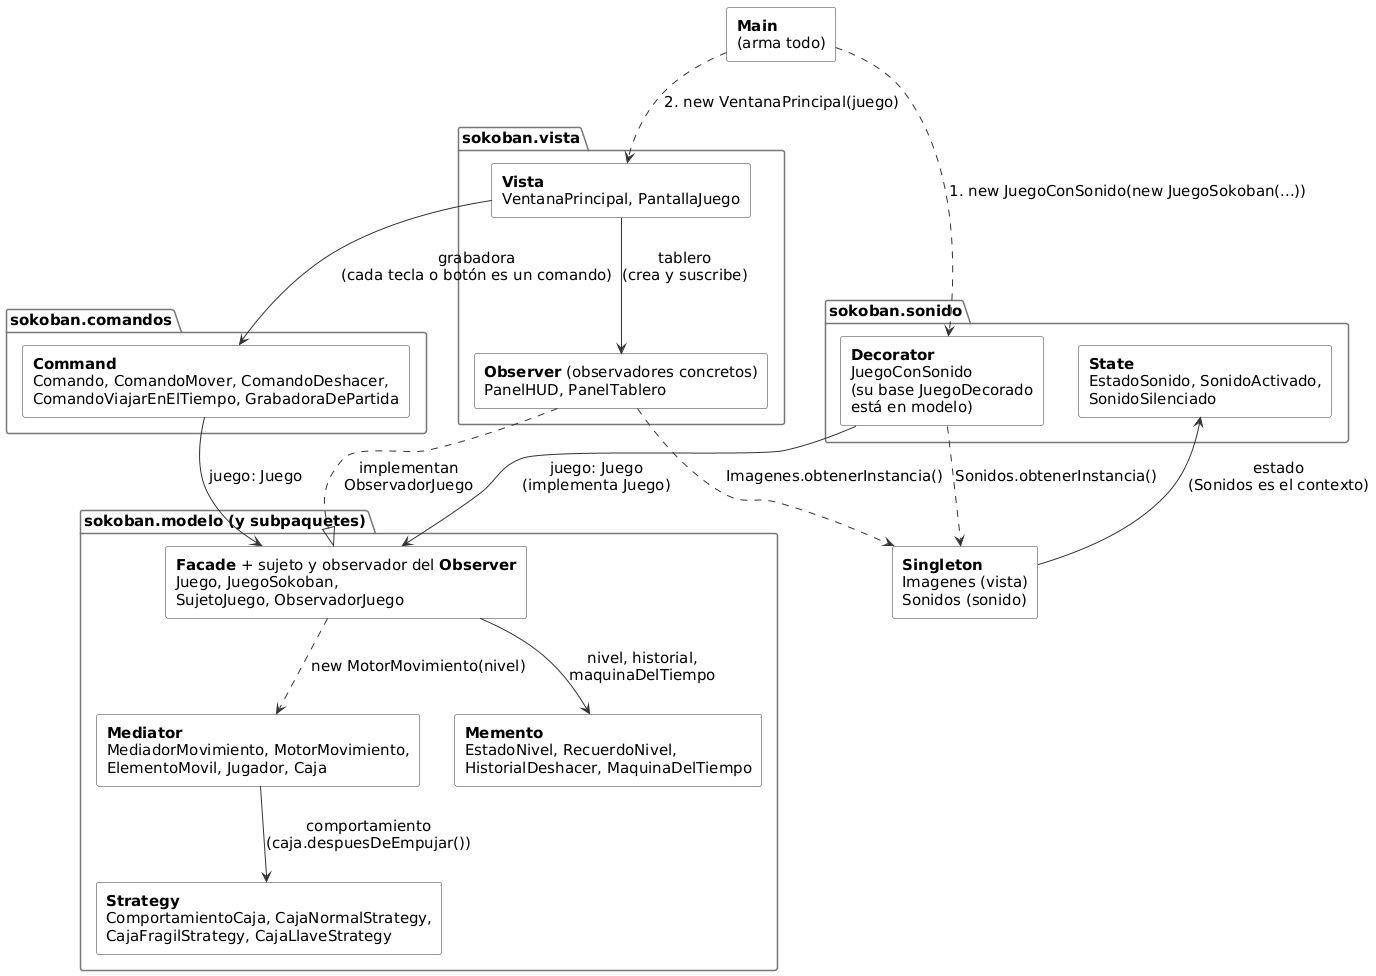 Main
(arma todo)
2. new VentanaPrincipal(juego)
sokoban.vista
Vista
VentanaPrincipal, PantallaJuego
1. new JuegoConSonido(new JuegoSokoban(...))
grabadora
(cada tecla o botón es un comando)
tablero
(crea y suscribe)
sokoban.comandos
Command
Comando, ComandoMover, ComandoDeshacer,
ComandoViajarEnElTiempo, GrabadoraDePartida
Observer (observadores concretos)
PanelHUD, PanelTablero
sokoban.sonido
Decorator
JuegoConSonido
(su base JuegoDecorado
está en modelo)
State
EstadoSonido, SonidoActivado,
SonidoSilenciado
juego: Juego
implementan
ObservadorJuego
juego: Juego
(implementa Juego)
Imagenes.obtenerInstancia()
Sonidos.obtenerInstancia()
estado
(Sonidos es el contexto)
sokoban.modelo (y subpaquetes)
Facade + sujeto y observador del Observer
Juego, JuegoSokoban,
SujetoJuego, ObservadorJuego
Singleton
Imagenes (vista)
Sonidos (sonido)
new MotorMovimiento(nivel)
nivel, historial,
maquinaDelTiempo
Mediator
MediadorMovimiento, MotorMovimiento,
ElementoMovil, Jugador, Caja
Memento
EstadoNivel, RecuerdoNivel,
HistorialDeshacer, MaquinaDelTiempo
comportamiento
(caja.despuesDeEmpujar())
Strategy
ComportamientoCaja, CajaNormalStrategy,
CajaFragilStrategy, CajaLlaveStrategy